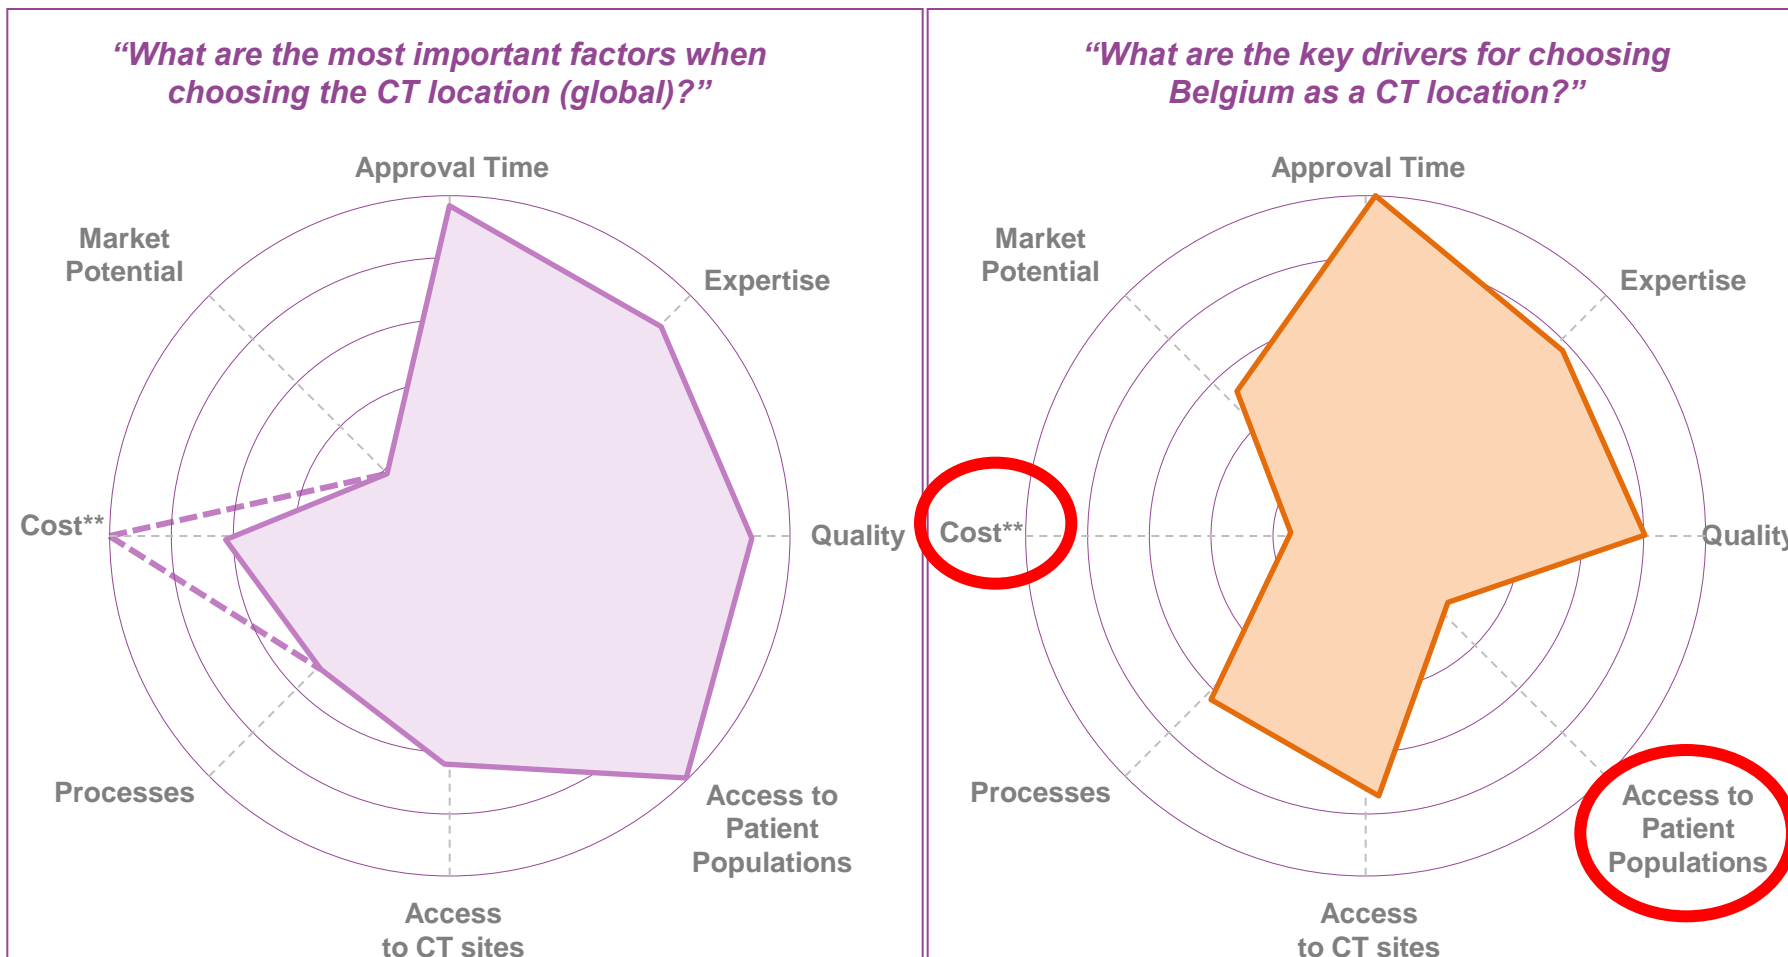 “What are the most important factors when
choosing the CT location (global)?”
Approval Time
Market
Potential
Expertise
Cost**
Quality
Processes
Access to
Patient
Populations
Access
to CT sites
“What are the key drivers for choosing
Belgium as a CT location?”
Approval Time
Market
Potential
Expertise
Cost**
Quality
Processes
Access to
Patient
Populations
Access
to CT sites